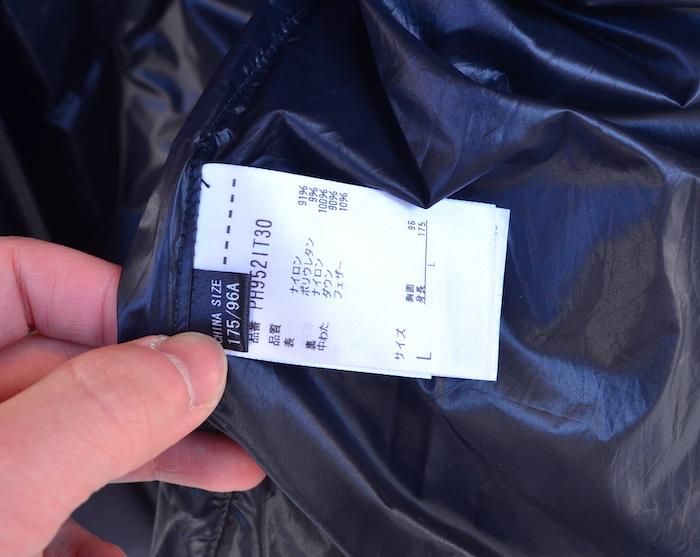 CHINA SIZE
175/96A
品番 PH952IT30
品質
表 ナイロン 91%
ポリウレタン 9%
裏 ナイロン 100%
中わた ダウン 90%
フェザー 10%
サイズ
L
胸囲 96
身長 175
L